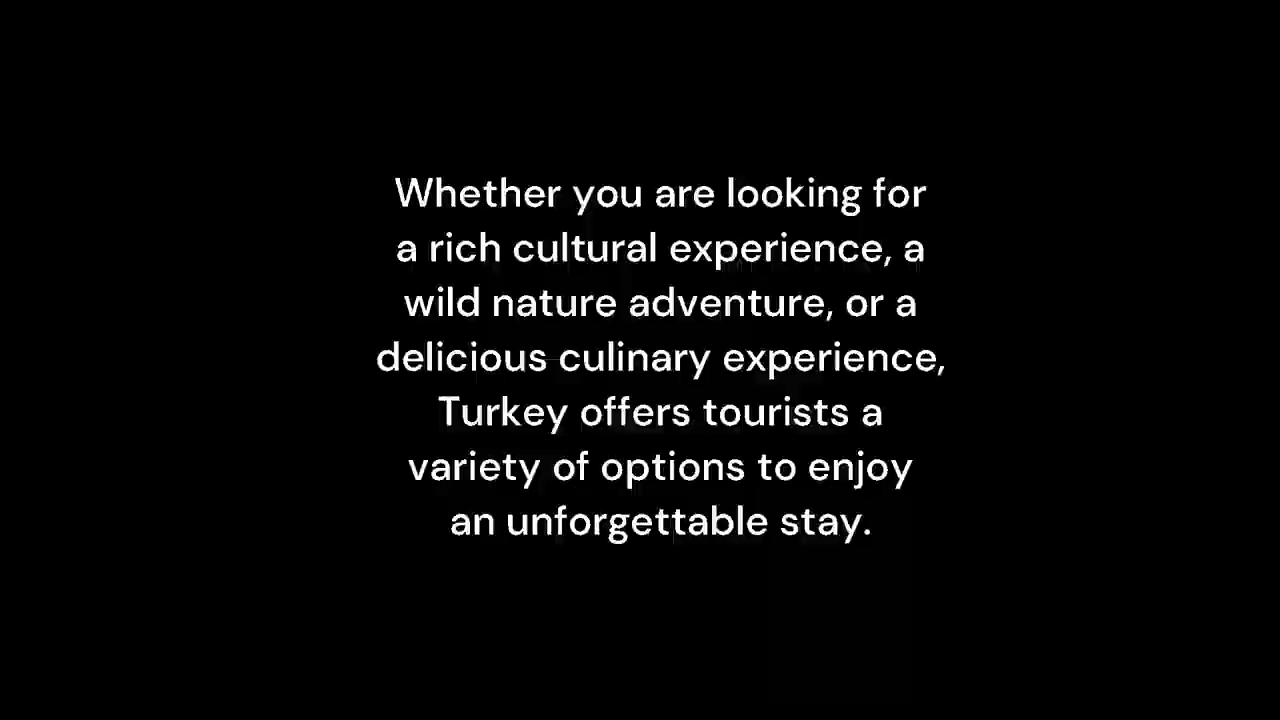 Whether you are looking for
a rich cultural experience, a
wild nature adventure, or a
delicious culinary experience,
Turkey offers tourists a
variety of options to enjoy
an unforgettable stay.